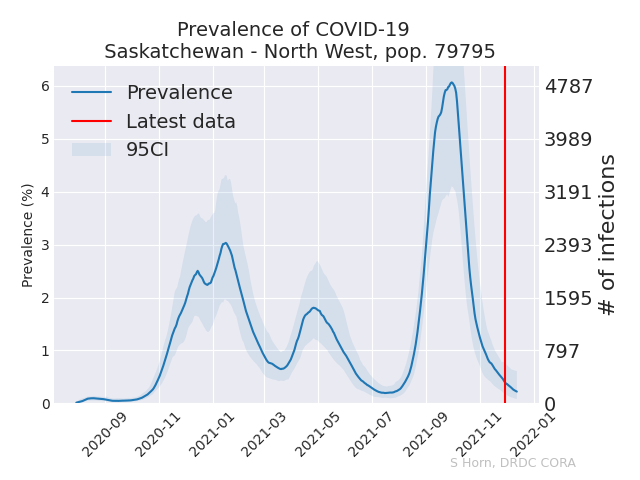 Prevalence of COVID-19
Saskatchewan - North West, pop. 79795
Prevalence
Latest data
95CI
Prevalence (%)
6
5
4
3
2
1
0
4787
3989
3191
2393
1595
797
0
# of infections
2020-09
2020-11
2021-01
2021-03
2021-05
2021-07
2021-09
2021-11
2022-01
S Horn, DRDC CORA